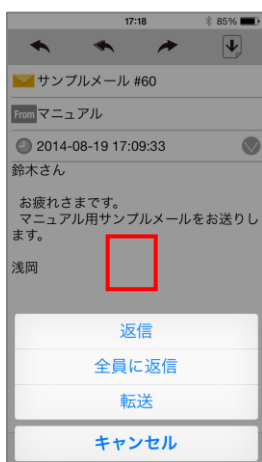 17:18 85%
サンプルメール #60
From マニュアル
2014-08-19 17:09:33
鈴木さん
お疲れさまです。
マニュアル用サンプルメールをお送りし
ます。
浅岡
返信
全員に返信
転送
キャンセル